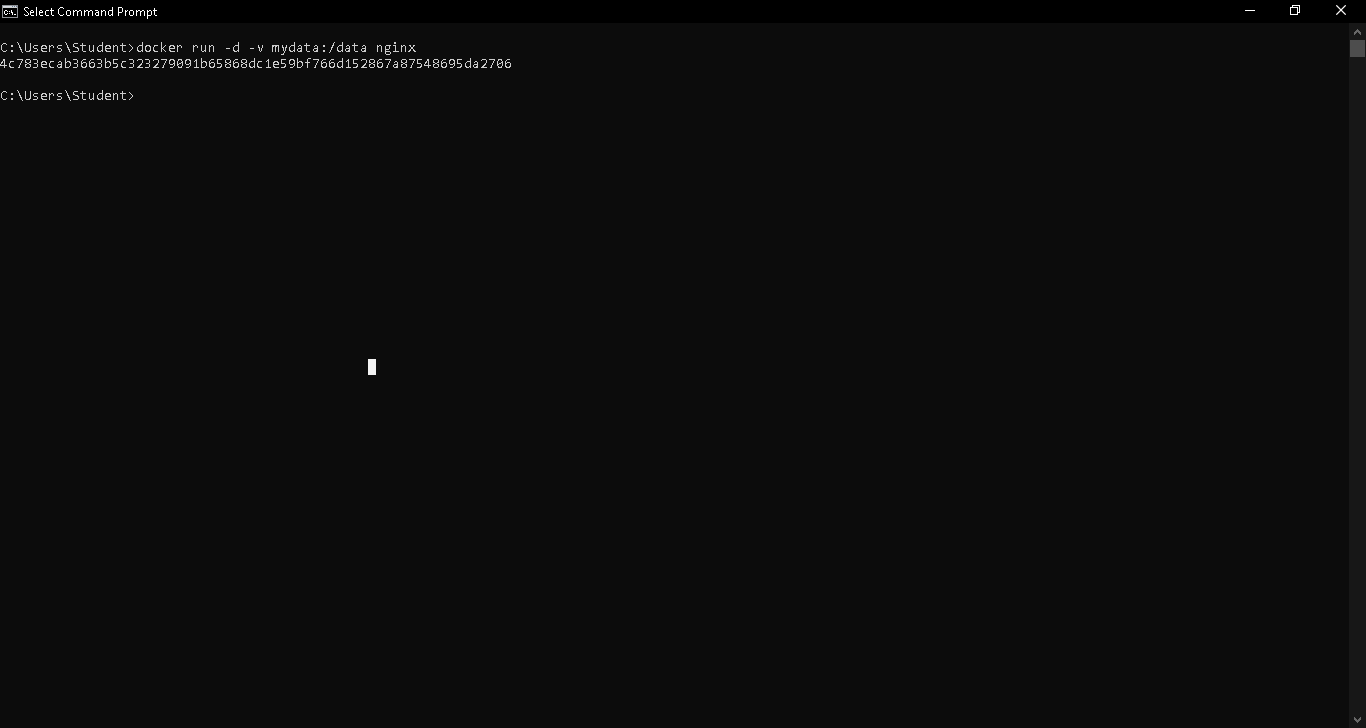 Select Command Prompt
C:\Users\Student>docker run -d -v mydata:/data nginx
4c783ecab3663b5c323279091b65868dc1e59bf766d152867a87548695da2706
C:\Users\Student>